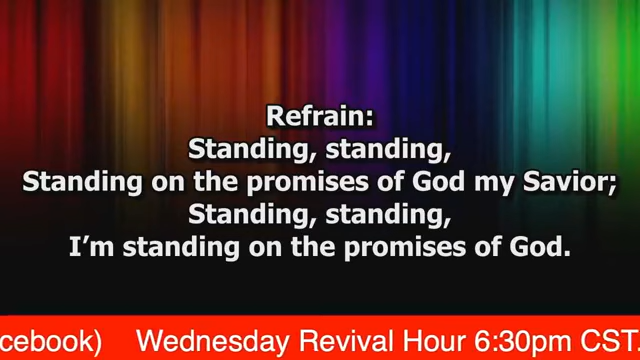 Refrain:
Standing, standing,
Standing on the promises of God my Savior;
Standing, standing,
I'm standing on the promises of God.
cebook)    Wednesday Revival Hour 6:30pm CST.